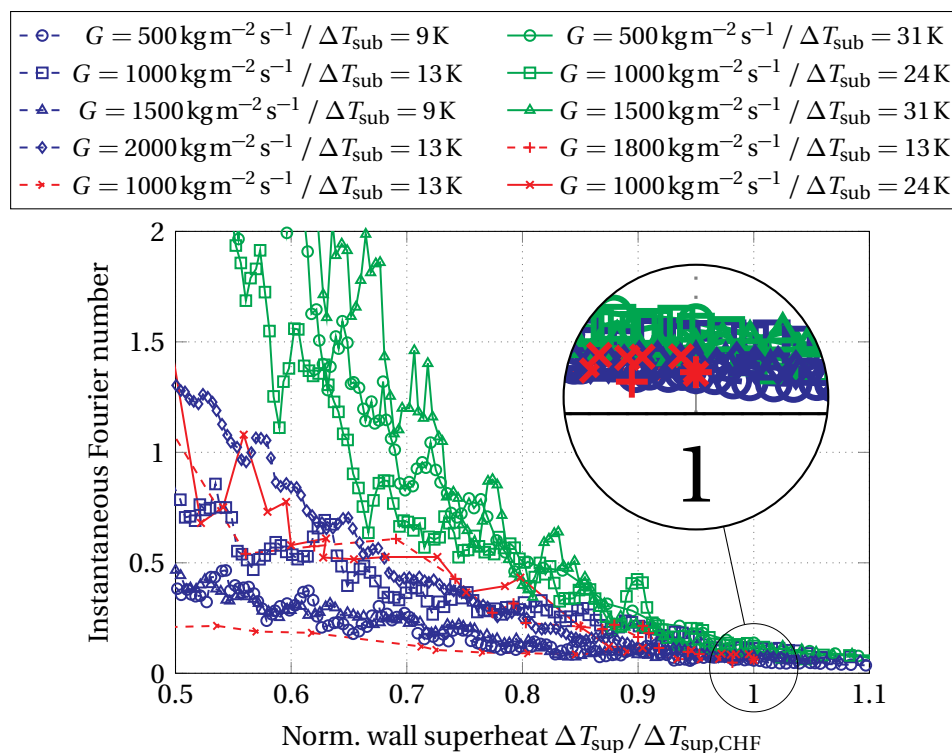 G = 500 kg m⁻² s⁻¹ / ΔT_sub = 9 K
G = 500 kg m⁻² s⁻¹ / ΔT_sub = 31 K
G = 1000 kg m⁻² s⁻¹ / ΔT_sub = 13 K
G = 1000 kg m⁻² s⁻¹ / ΔT_sub = 24 K
G = 1500 kg m⁻² s⁻¹ / ΔT_sub = 9 K
G = 1500 kg m⁻² s⁻¹ / ΔT_sub = 31 K
G = 2000 kg m⁻² s⁻¹ / ΔT_sub = 13 K
G = 1800 kg m⁻² s⁻¹ / ΔT_sub = 13 K
G = 1000 kg m⁻² s⁻¹ / ΔT_sub = 13 K
G = 1000 kg m⁻² s⁻¹ / ΔT_sub = 24 K
Instantaneous Fourier number
2
1.5
1
0.5
0
1
0.5 0.6 0.7 0.8 0.9 1 1.1
Norm. wall superheat ΔT_sup/ΔT_sup,CHF